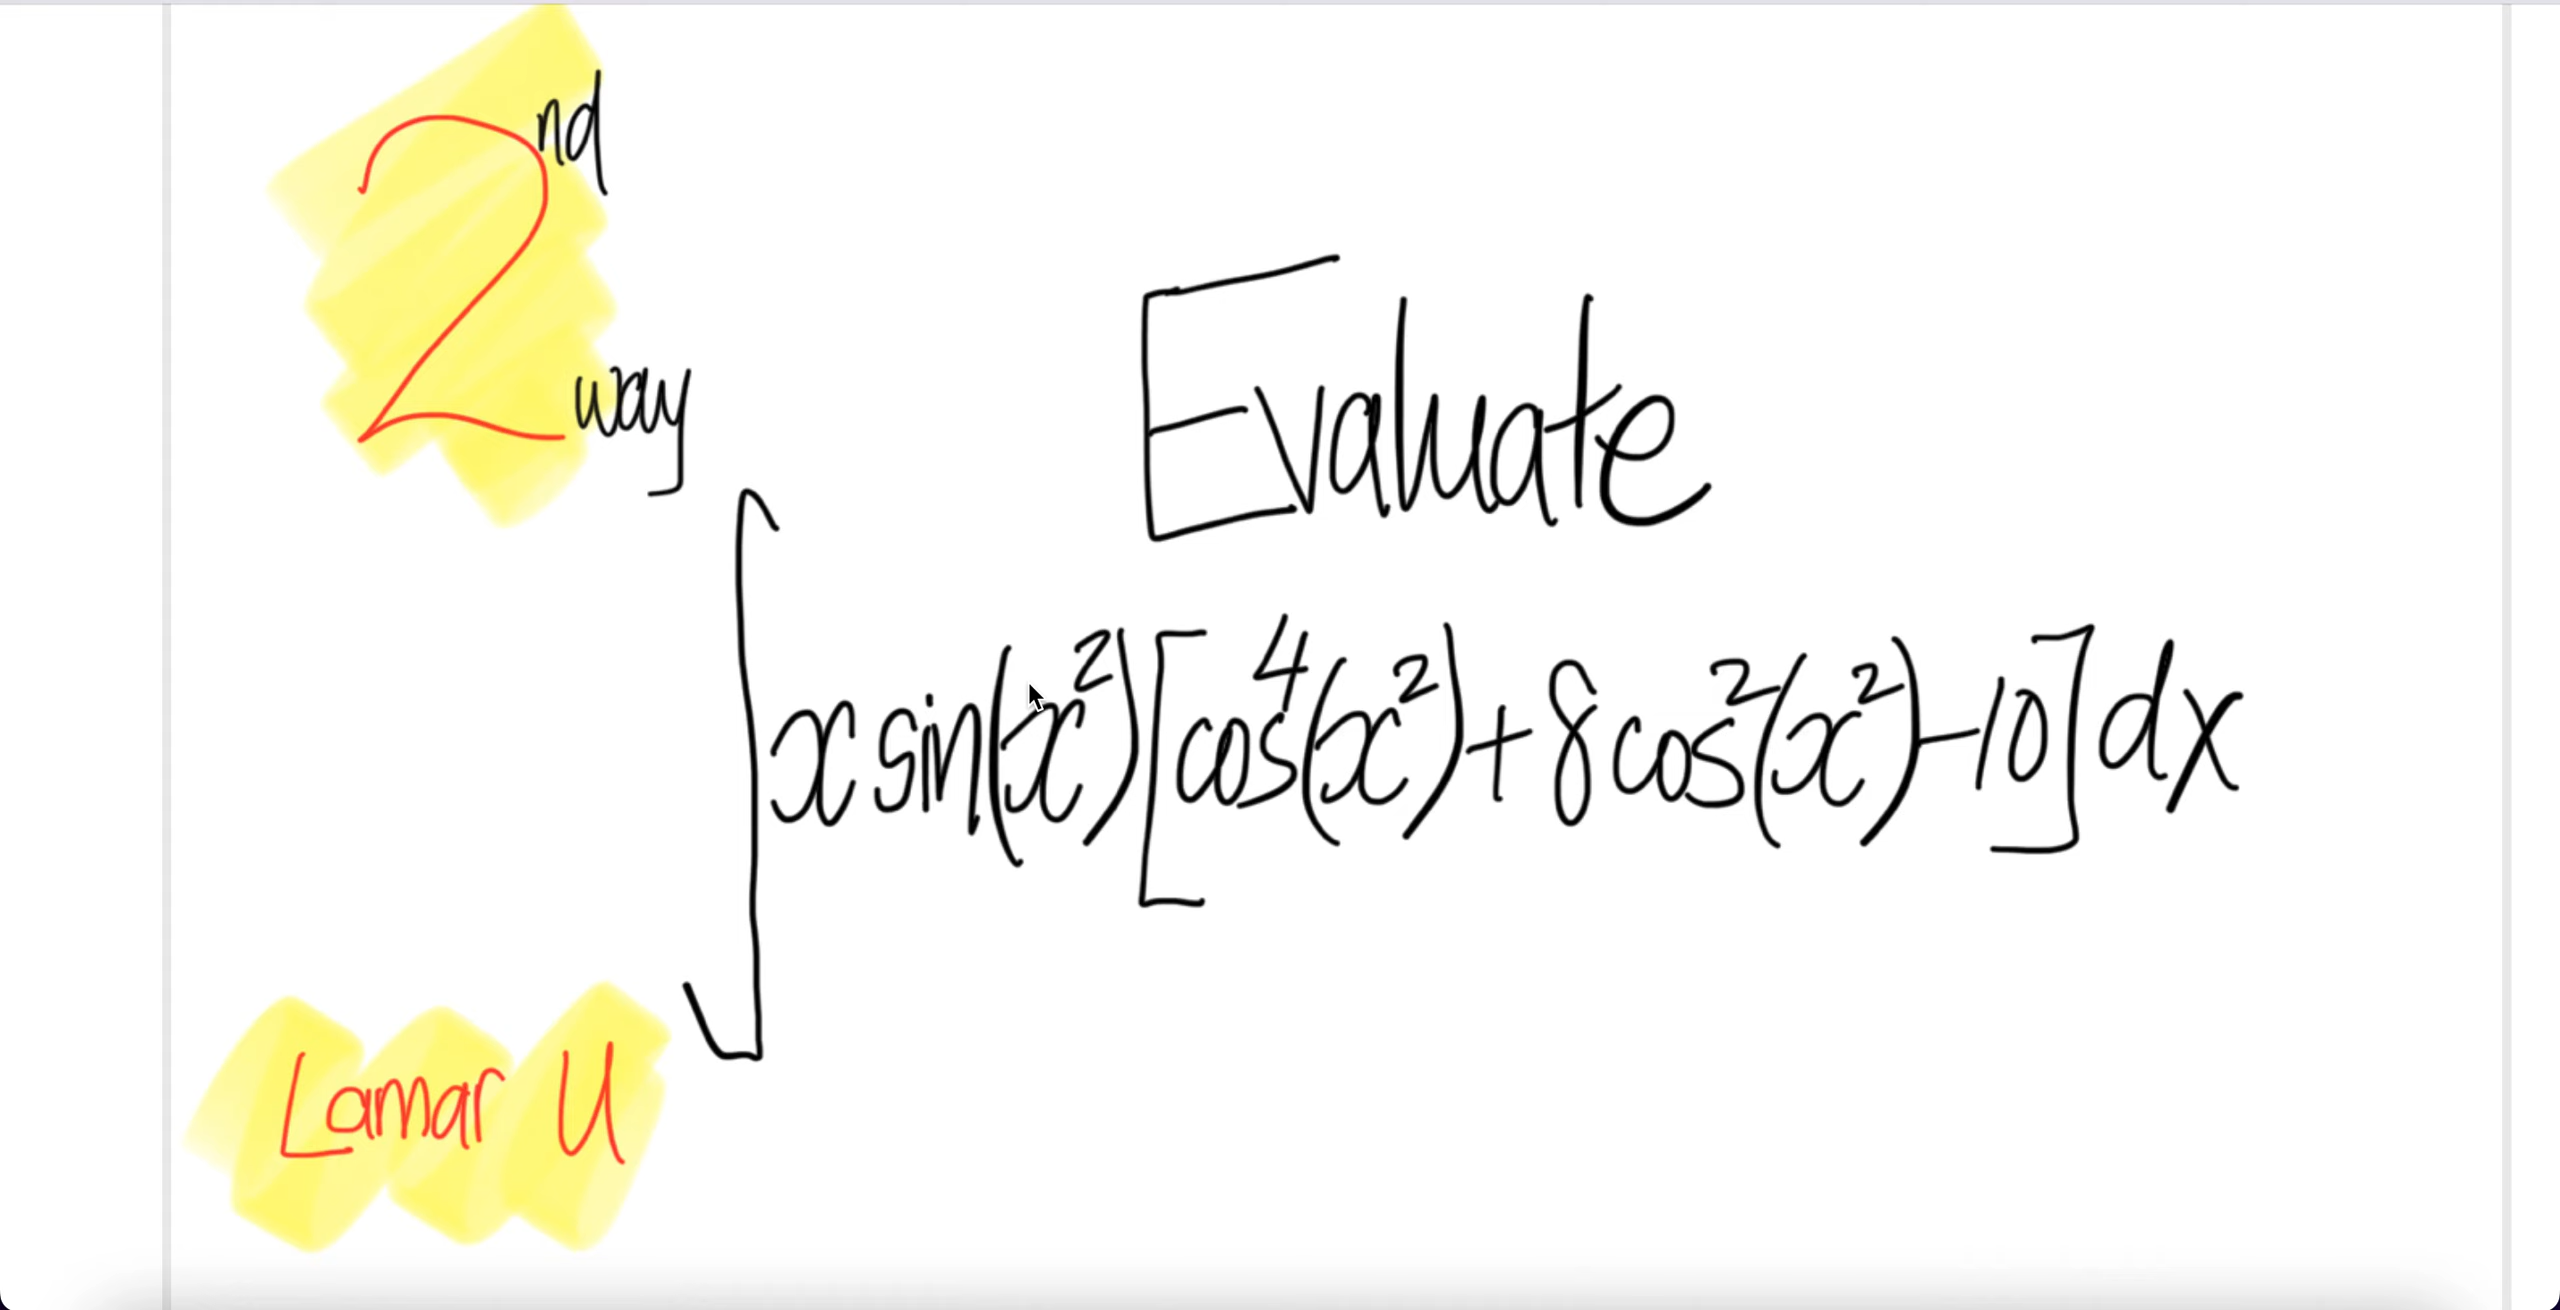 2nd way
Evaluate
∫ x sin(x²)[cos⁴(x²)+8cos²(x²)-10]dx
Lamar U